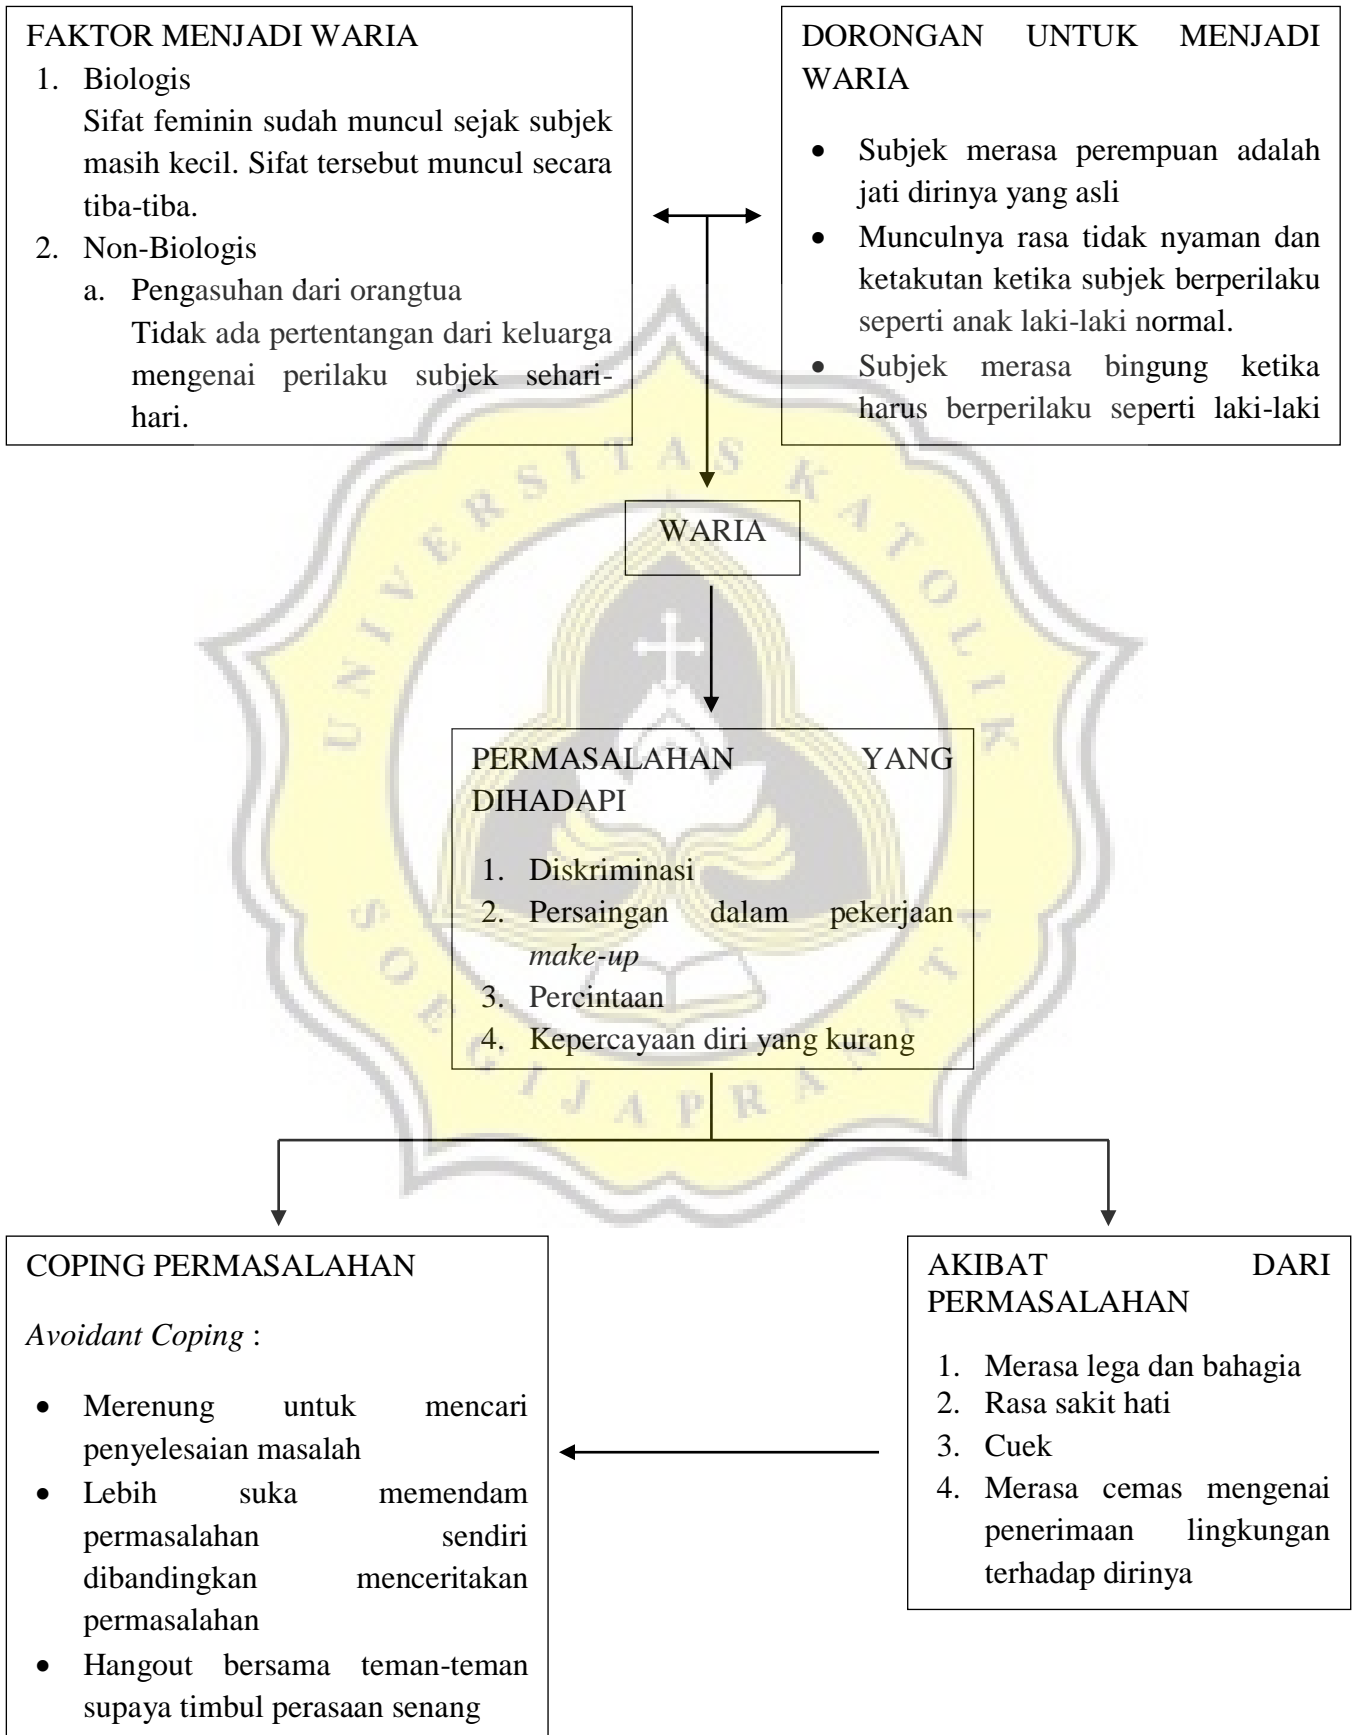 FAKTOR MENJADI WARIA
1. Biologis
Sifat feminin sudah muncul sejak subjek
masih kecil. Sifat tersebut muncul secara
tiba-tiba.
2. Non-Biologis
a. Pengasuhan dari orangtua
Tidak ada pertentangan dari keluarga
mengenai perilaku subjek sehari-
hari.
DORONGAN UNTUK MENJADI
WARIA
• Subjek merasa perempuan adalah
jati dirinya yang asli
• Munculnya rasa tidak nyaman dan
ketakutan ketika subjek berperilaku
seperti anak laki-laki normal.
• Subjek merasa bingung ketika
harus berperilaku seperti laki-laki
WARIA
PERMASALAHAN YANG
DIHADAPI
1. Diskriminasi
2. Persaingan dalam pekerjaan
make-up
3. Percintaan
4. Kepercayaan diri yang kurang
COPING PERMASALAHAN
Avoidant Coping :
• Merenung untuk mencari
penyelesaian masalah
• Lebih suka memendam
permasalahan sendiri
dibandingkan menceritakan
permasalahan
• Hangout bersama teman-teman
supaya timbul perasaan senang
AKIBAT DARI
PERMASALAHAN
1. Merasa lega dan bahagia
2. Rasa sakit hati
3. Cuek
4. Merasa cemas mengenai
penerimaan lingkungan
terhadap dirinya
UNIVERSITAS KATOLIK
SOEGIJAPRANATA